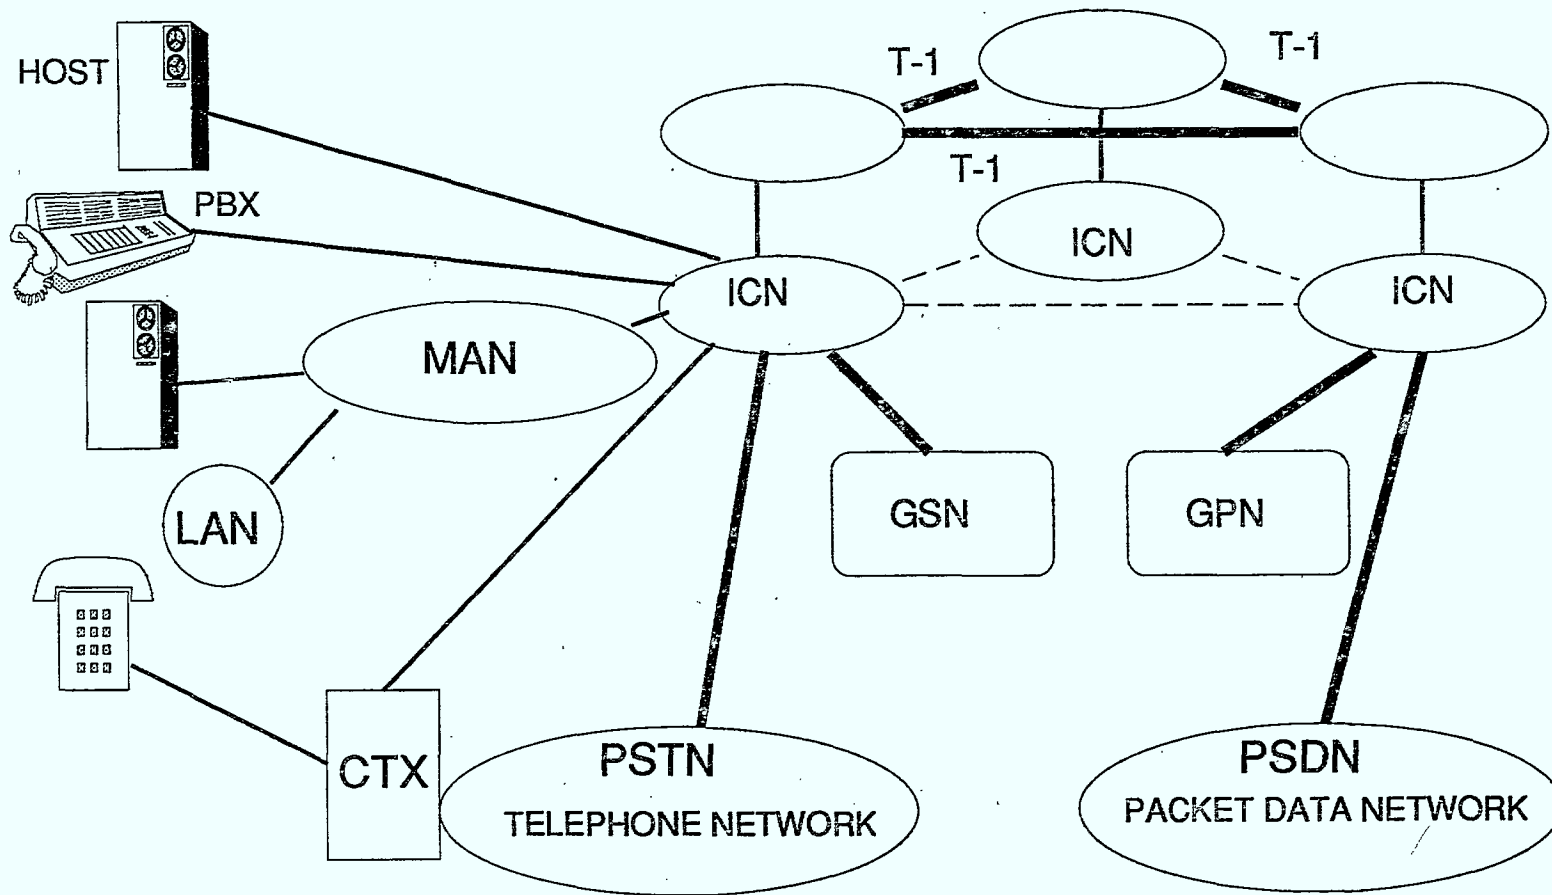 HOST
T-1
T-1
PBX
T-1
ICN
ICN
ICN
MAN
LAN
GSN
GPN
CTX
PSTN
TELEPHONE NETWORK
PSDN
PACKET DATA NETWORK